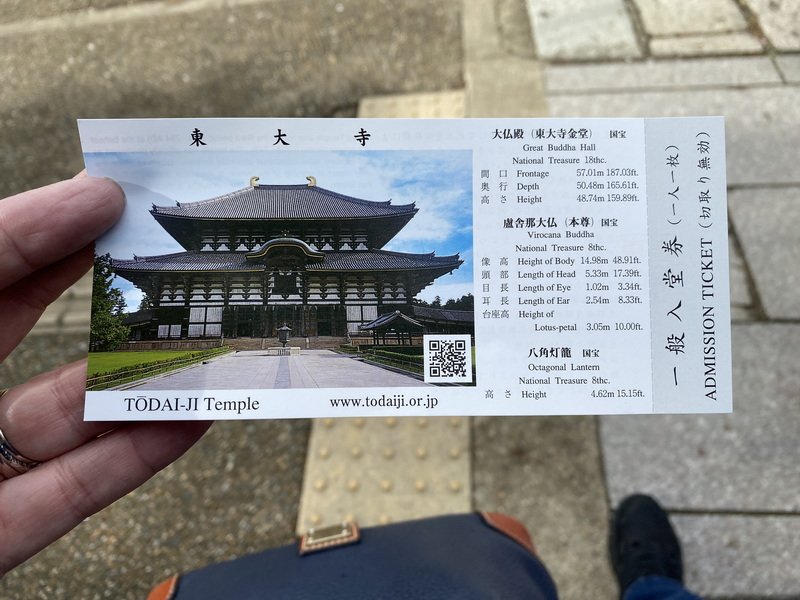 東大寺
TŌDAI-JI Temple
www.todaiji.or.jp
大仏殿（東大寺金堂） 国宝
Great Buddha Hall
National Treasure 18thc.
間口 Frontage 57.01m 187.03ft.
奥行 Depth 50.48m 165.61ft.
高さ Height 48.74m 159.89ft.
盧舎那大仏（本尊） 国宝
Virocana Buddha
National Treasure 8thc.
像高 Height of Body 14.98m 48.91ft.
頭部 Length of Head 5.33m 17.39ft.
目長 Length of Eye 1.02m 3.34ft.
耳長 Length of Ear 2.54m 8.33ft.
台座高 Height of
Lotus-petal 3.05m 10.00ft.
八角灯籠 国宝
Octagonal Lantern
National Treasure 8thc.
高さ Height 4.62m 15.15ft.
一般入堂券（一人一枚）
ADMISSION TICKET（切取り無効）